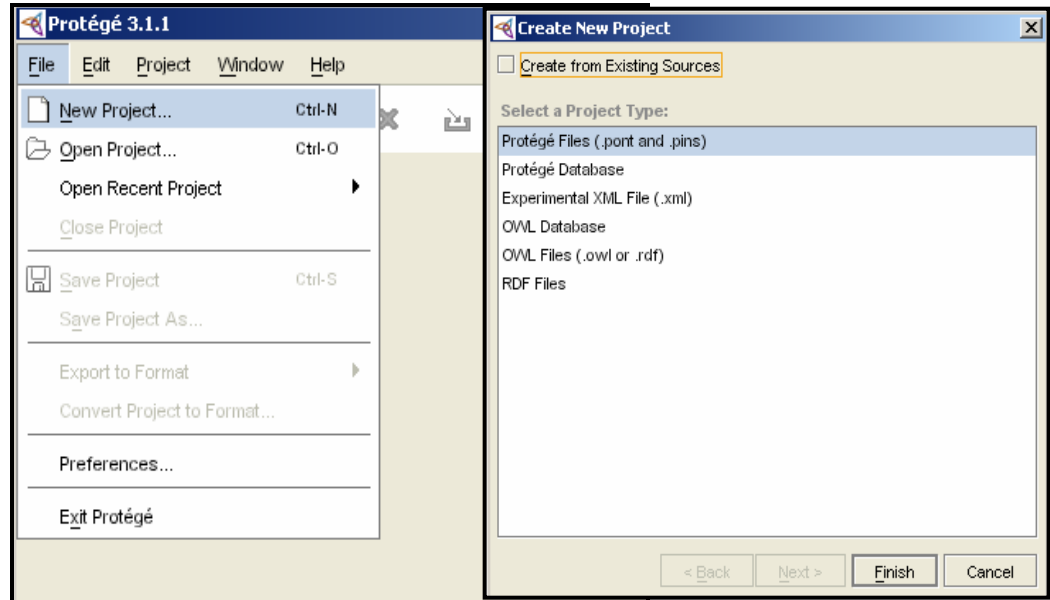 Protégé 3.1.1
File Edit Project Window Help
New Project... Ctrl-N
Open Project... Ctrl-O
Open Recent Project
Close Project
Save Project Ctrl-S
Save Project As...
Export to Format
Convert Project to Format...
Preferences...
Exit Protégé
Create New Project
Create from Existing Sources
Select a Project Type:
Protégé Files (.pont and .pins)
Protégé Database
Experimental XML File (.xml)
OWL Database
OWL Files (.owl or .rdf)
RDF Files
< Back Next > Finish Cancel